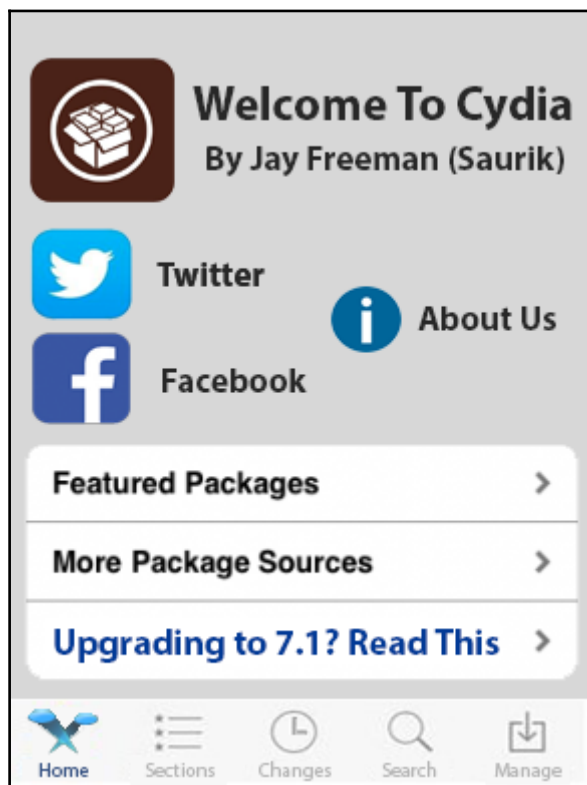 Welcome To Cydia
By Jay Freeman (Saurik)
Twitter
About Us
Facebook
Featured Packages
More Package Sources
Upgrading to 7.1? Read This
Home Sections Changes Search Manage